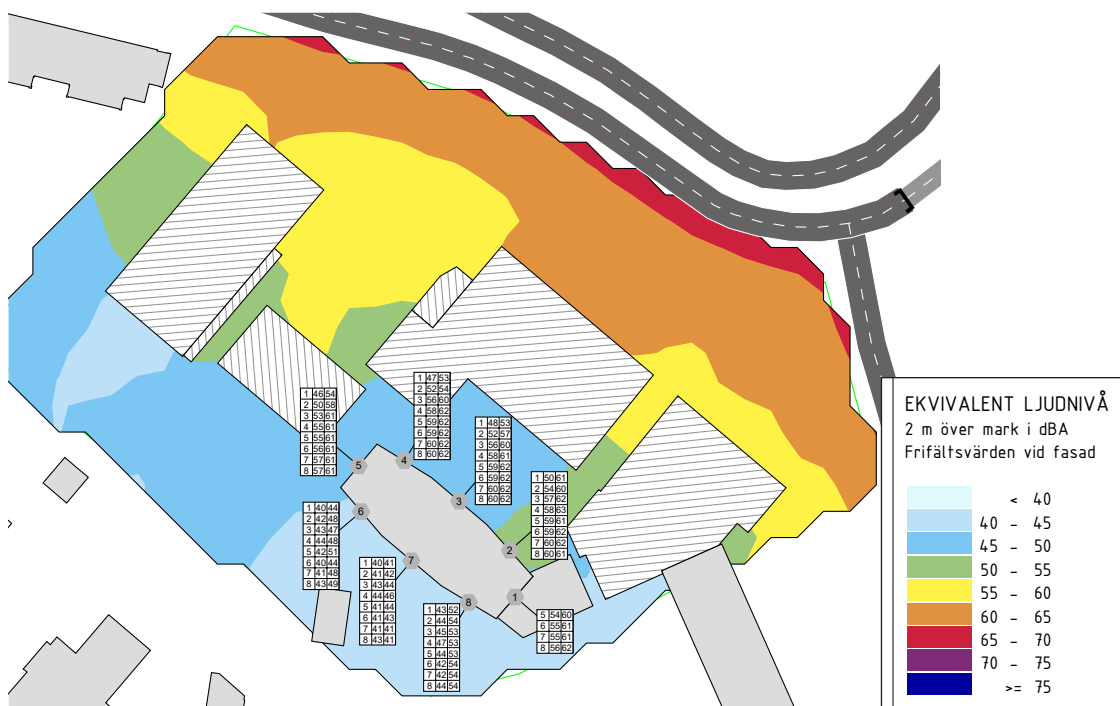 1 47 53
2 52 54
3 56 60
4 58 62
5 59 62
6 59 62
7 60 62
8 60 62
1 46 54
2 50 58
3 53 61
4 55 61
5 55 61
6 56 61
7 57 61
8 57 61
1 48 53
2 52 57
3 56 60
4 58 61
5 59 62
6 59 62
7 60 62
8 60 62
1 50 61
2 54 60
3 57 62
4 58 63
5 59 61
6 59 62
7 60 62
8 60 61
5
4
3
6
2
7
8
1
1 40 44
2 42 48
3 43 47
4 44 48
5 42 51
6 40 44
7 41 48
8 43 49
1 40 41
2 41 42
3 43 44
4 44 46
5 41 44
6 41 43
7 41 41
8 43 41
1 43 52
2 44 54
3 45 53
4 47 53
5 44 53
6 42 54
7 42 54
8 44 54
5 54 60
6 55 61
7 55 61
8 56 62
EKVIVALENT LJUDNIVÅ
2 m över mark i dBA
Frifältsvärden vid fasad
< 40
40 - 45
45 - 50
50 - 55
55 - 60
60 - 65
65 - 70
70 - 75
>= 75